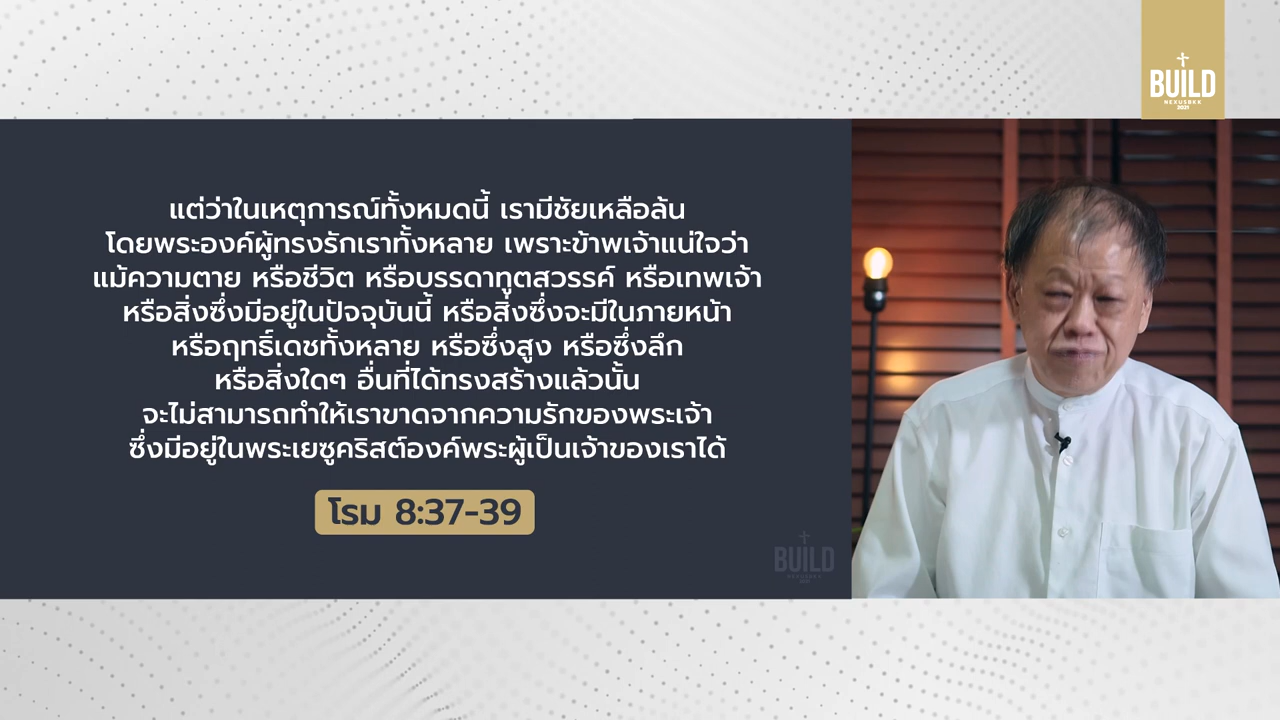 BUILD
NEXUSBKK
2021
แต่ว่าในเหตุการณ์ทั้งหมดนี้ เรามีชัยเหลือล้น
โดยพระองค์ผู้ทรงรักเราทั้งหลาย เพราะข้าพเจ้าแน่ใจว่า
แม้ความตาย หรือชีวิต หรือบรรดาทูตสวรรค์ หรือเทพเจ้า
หรือสิ่งซึ่งมีอยู่ในปัจจุบันนี้ หรือสิ่งซึ่งจะมีในภายหน้า
หรือฤทธิ์เดชทั้งหลาย หรือซึ่งสูง หรือซึ่งลึก
หรือสิ่งใดๆ อื่นที่ได้ทรงสร้างแล้วนั้น
จะไม่สามารถทำให้เราขาดจากความรักของพระเจ้า
ซึ่งมีอยู่ในพระเยซูคริสต์องค์พระผู้เป็นเจ้าของเราได้
โรม 8:37-39
BUILD
NEXUSBKK
2021